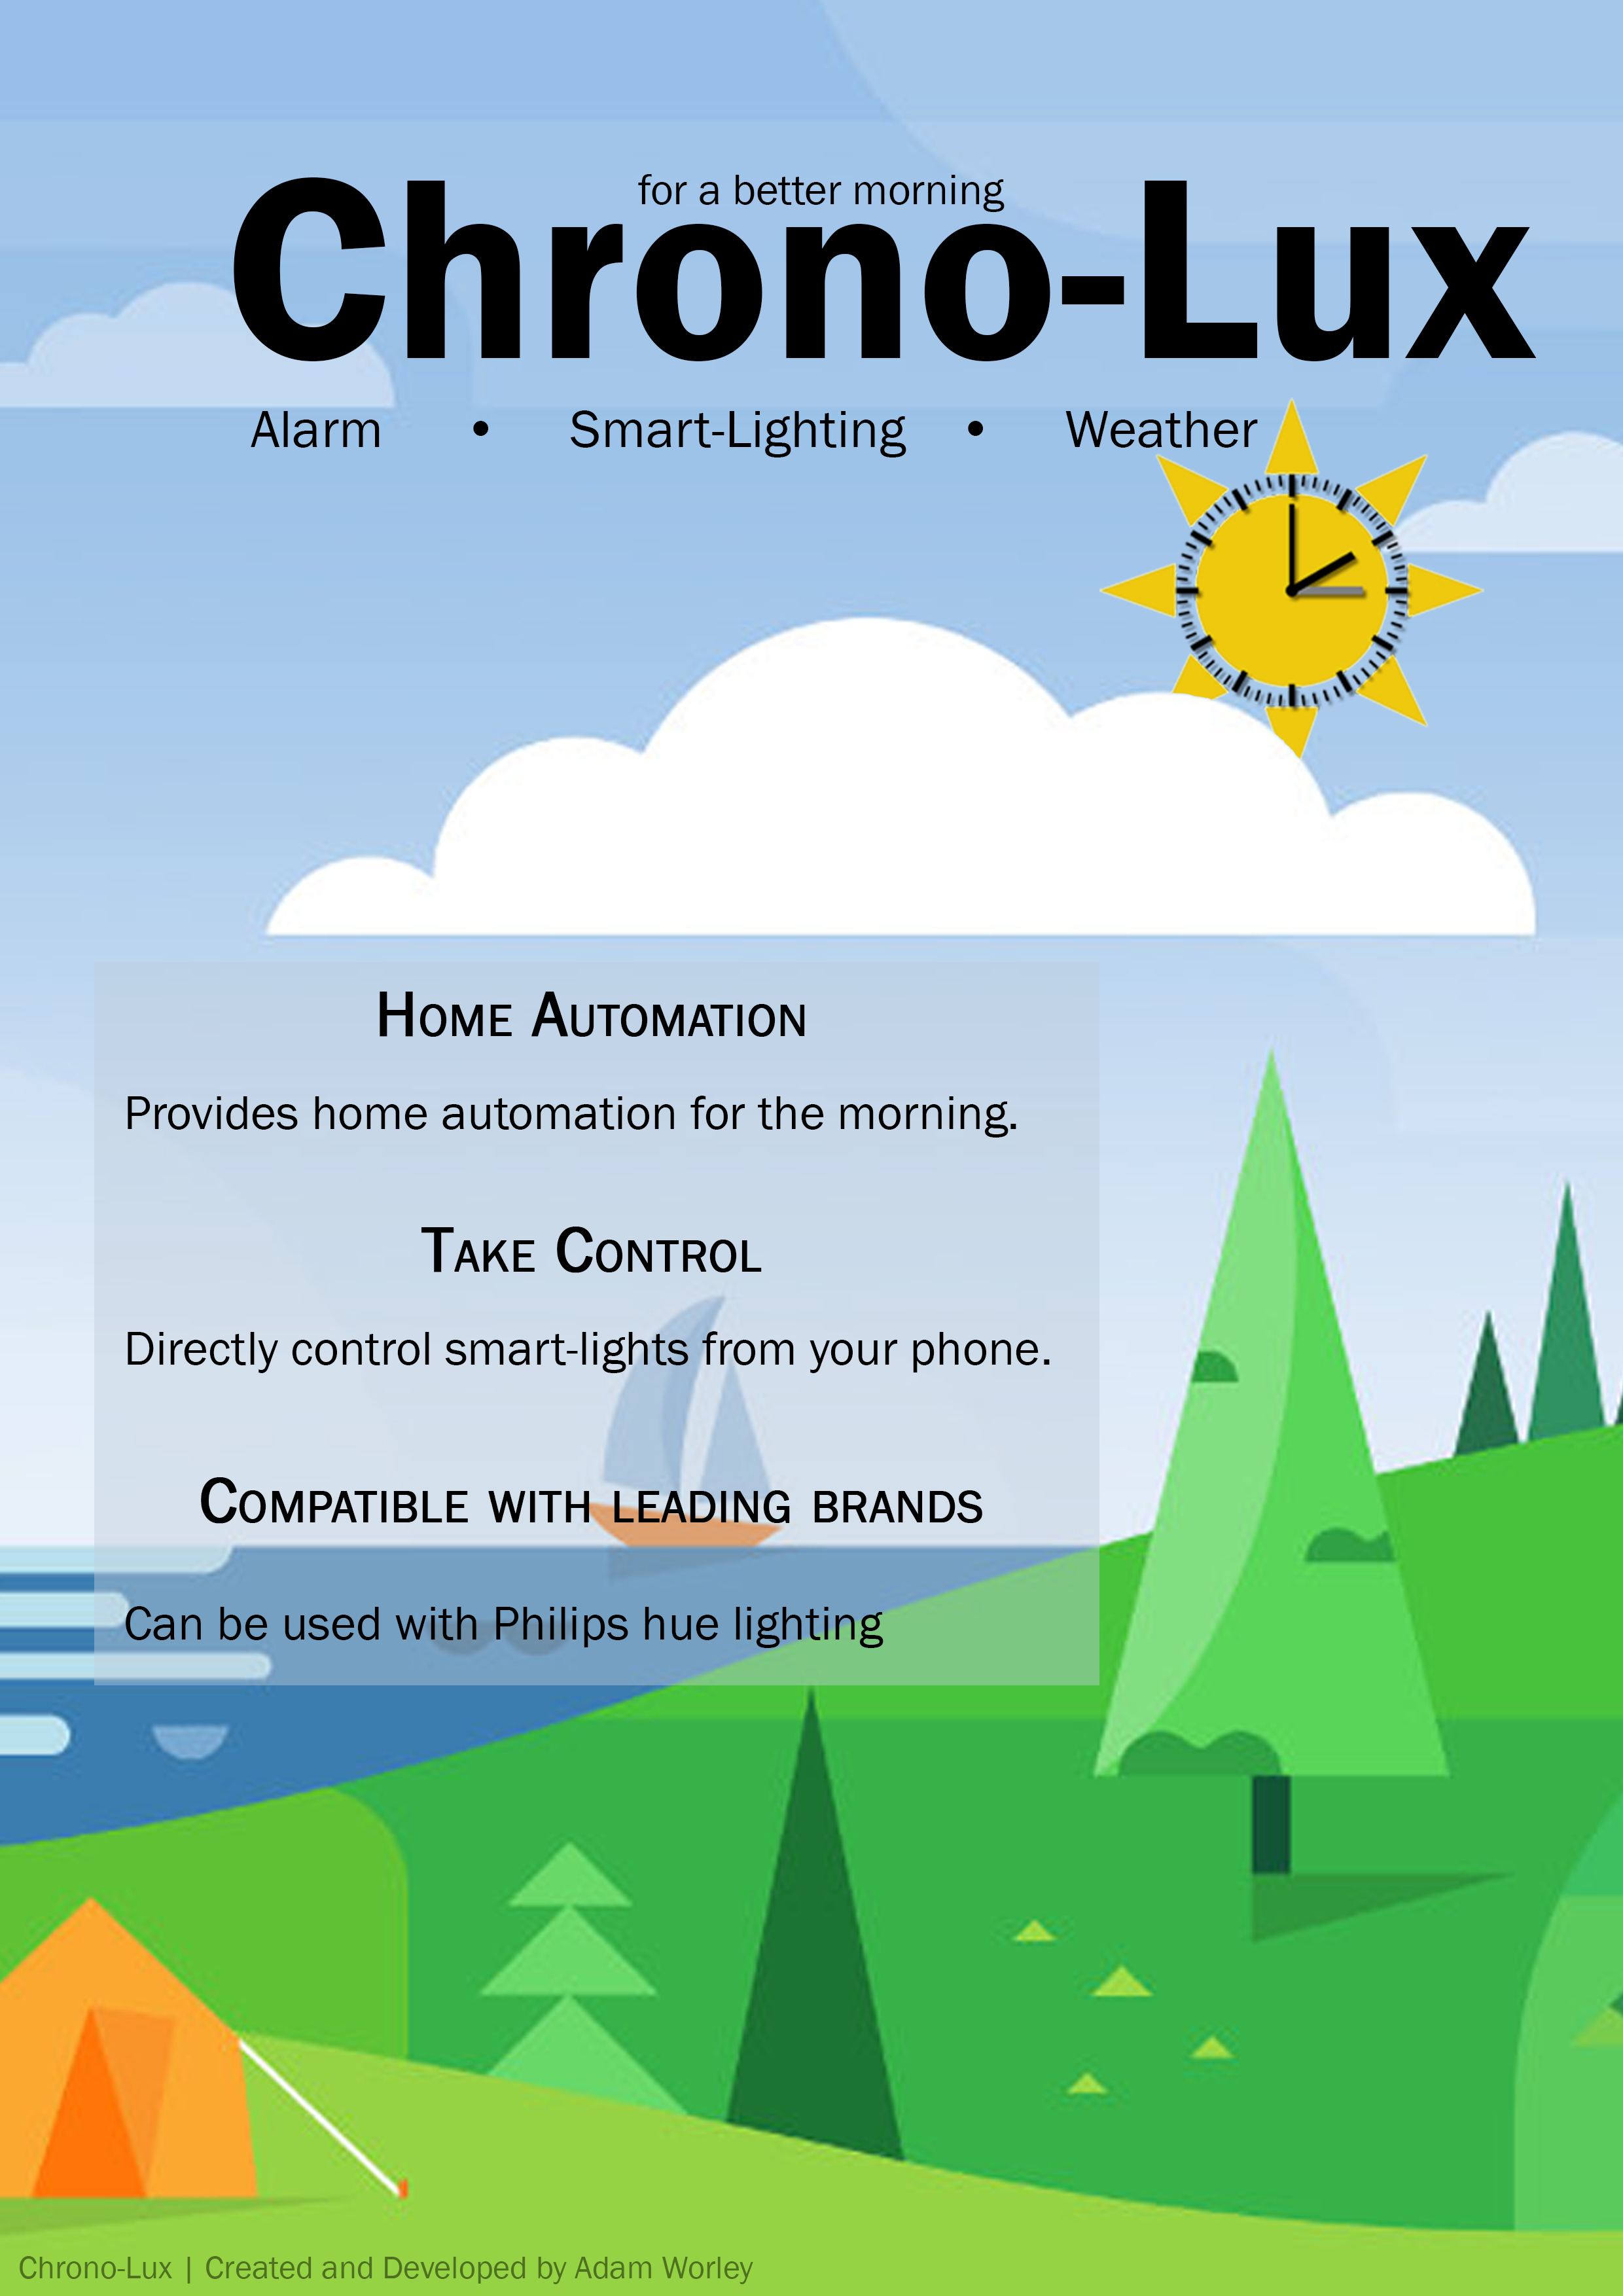 for a better morning
Chrono-Lux
Alarm • Smart-Lighting • Weather
Home Automation
Provides home automation for the morning.
Take Control
Directly control smart-lights from your phone.
Compatible with leading brands
Can be used with Philips hue lighting
Chrono-Lux | Created and Developed by Adam Worley